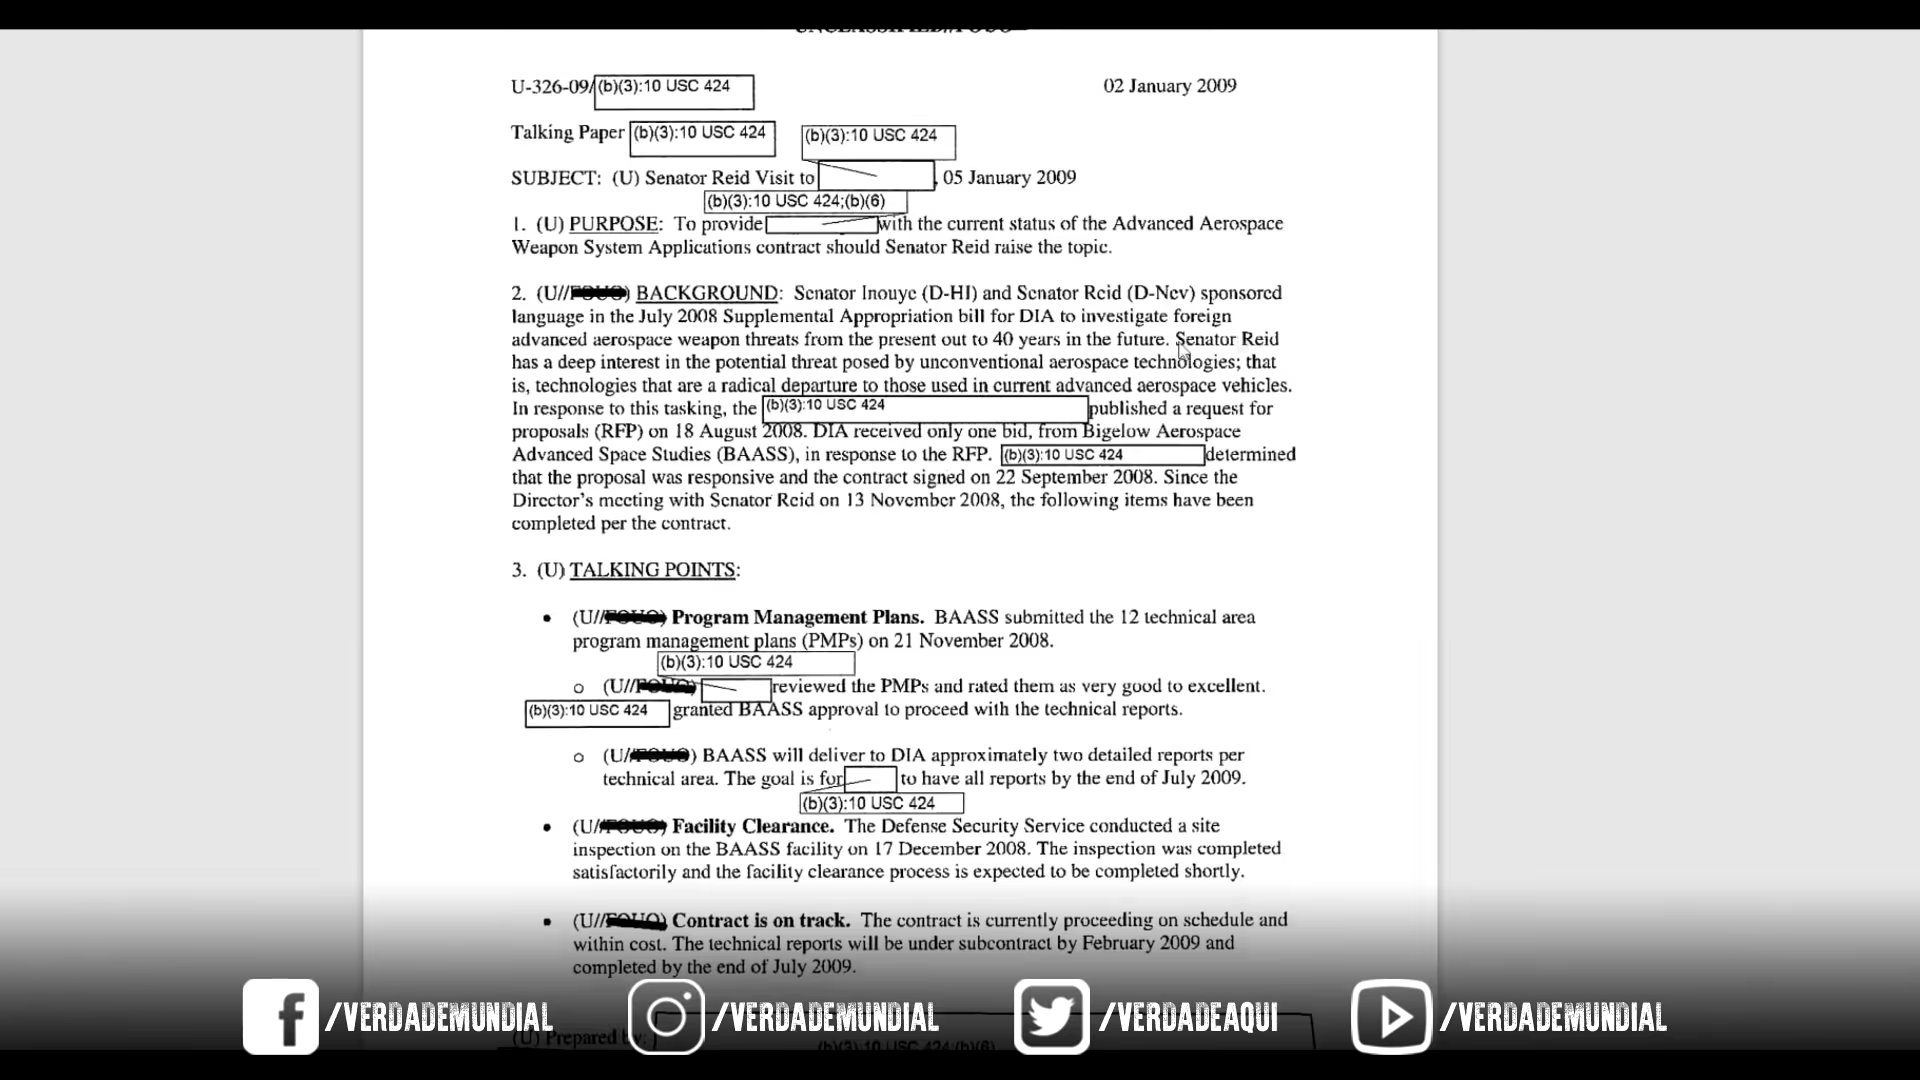 UNCLASSIFIED//FOUO
U-326-09/ (b)(3):10 USC 424 02 January 2009
Talking Paper (b)(3):10 USC 424 (b)(3):10 USC 424
SUBJECT: (U) Senator Reid Visit to , 05 January 2009
(b)(3):10 USC 424;(b)(6)
1. (U) PURPOSE: To provide with the current status of the Advanced Aerospace
Weapon System Applications contract should Senator Reid raise the topic.
2. (U//FOUO) BACKGROUND: Senator Inouye (D-HI) and Senator Reid (D-Nev) sponsored
language in the July 2008 Supplemental Appropriation bill for DIA to investigate foreign
advanced aerospace weapon threats from the present out to 40 years in the future. Senator Reid
has a deep interest in the potential threat posed by unconventional aerospace technologies; that
is, technologies that are a radical departure to those used in current advanced aerospace vehicles.
In response to this tasking, the (b)(3):10 USC 424 published a request for
proposals (RFP) on 18 August 2008. DIA received only one bid, from Bigelow Aerospace
Advanced Space Studies (BAASS), in response to the RFP. (b)(3):10 USC 424 determined
that the proposal was responsive and the contract signed on 22 September 2008. Since the
Director's meeting with Senator Reid on 13 November 2008, the following items have been
completed per the contract.
3. (U) TALKING POINTS:
• (U//FOUO) Program Management Plans. BAASS submitted the 12 technical area
program management plans (PMPs) on 21 November 2008.
(b)(3):10 USC 424
o (U//FOUO) reviewed the PMPs and rated them as very good to excellent.
(b)(3):10 USC 424 granted BAASS approval to proceed with the technical reports.
o (U//FOUO) BAASS will deliver to DIA approximately two detailed reports per
technical area. The goal is for to have all reports by the end of July 2009.
(b)(3):10 USC 424
• (U//FOUO) Facility Clearance. The Defense Security Service conducted a site
inspection on the BAASS facility on 17 December 2008. The inspection was completed
satisfactorily and the facility clearance process is expected to be completed shortly.
• (U//FOUO) Contract is on track. The contract is currently proceeding on schedule and
within cost. The technical reports will be under subcontract by February 2009 and
completed by the end of July 2009.
(U) Prepared by:
(b)(3):10 USC 424;(b)(6)
/VERDADEMUNDIAL /VERDADEMUNDIAL /VERDADEAQUI /VERDADEMUNDIAL